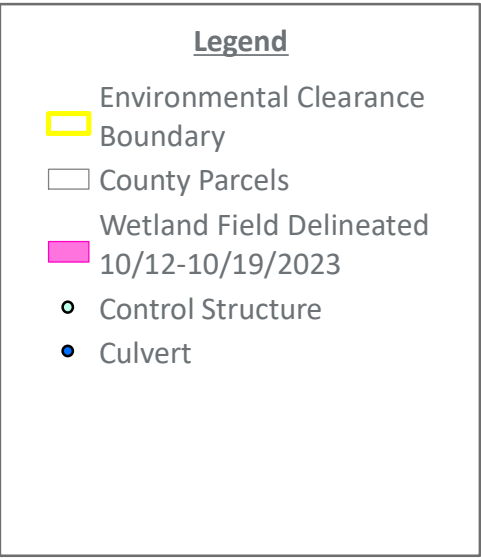 Legend
Environmental Clearance
Boundary
County Parcels
Wetland Field Delineated
10/12-10/19/2023
Control Structure
Culvert